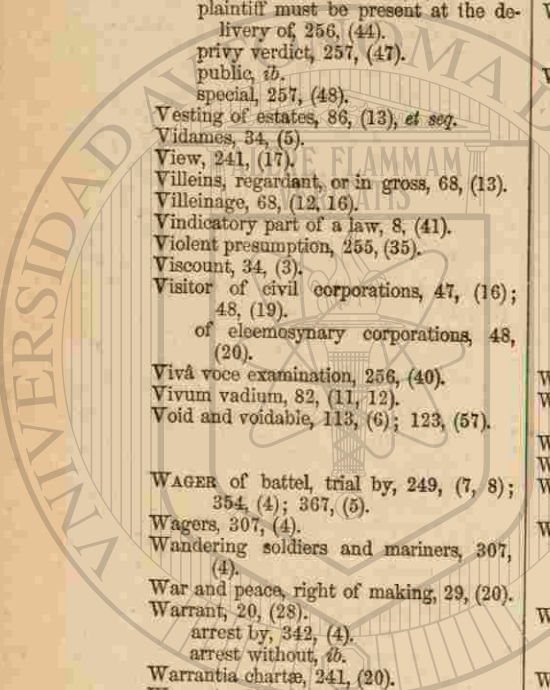 plaintiff must be present at the de-
livery of, 256, (44).
privy verdict, 257, (47).
public, ib.
special, 257, (48).
Vesting of estates, 86, (13), et seq.
Vidames, 34, (5).
View, 241, (17).
Villeins, regardant, or in gross, 68, (13).
Villeinage, 68, (12, 16).
Vindicatory part of a law, 8, (41).
Violent presumption, 255, (35).
Viscount, 34, (3).
Visitor of civil corporations, 47, (16);
48, (19).
of eleemosynary corporations, 48,
(20).
Vivâ voce examination, 256, (40).
Vivum vadium, 82, (11, 12).
Void and voidable, 113, (6); 123, (57).
WAGER of battel, trial by, 249, (7, 8);
354, (4); 367, (5).
Wagers, 307, (4).
Wandering soldiers and mariners, 307,
(4).
War and peace, right of making, 29, (20).
Warrant, 20, (28).
arrest by, 342, (4).
arrest without, ib.
Warrantia chartæ, 241, (20).